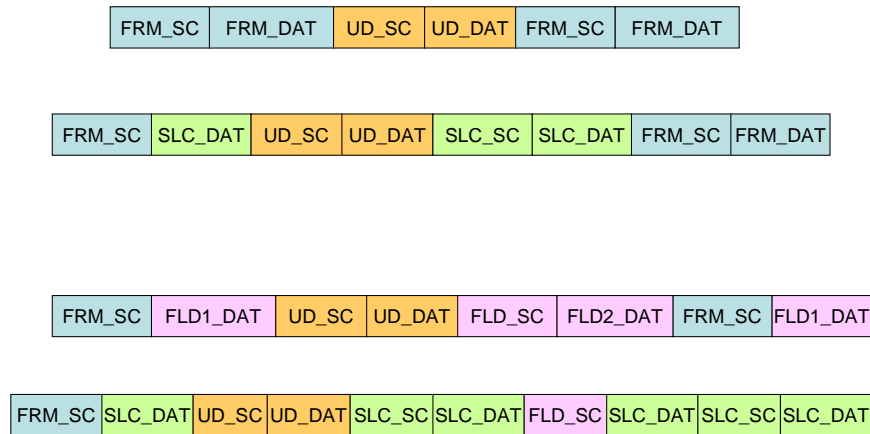 FRM_SC FRM_DAT UD_SC UD_DAT FRM_SC FRM_DAT
FRM_SC SLC_DAT UD_SC UD_DAT SLC_SC SLC_DAT FRM_SC FRM_DAT
FRM_SC FLD1_DAT UD_SC UD_DAT FLD_SC FLD2_DAT FRM_SC FLD1_DAT
FRM_SC SLC_DAT UD_SC UD_DAT SLC_SC SLC_DAT FLD_SC SLC_DAT SLC_SC SLC_DAT